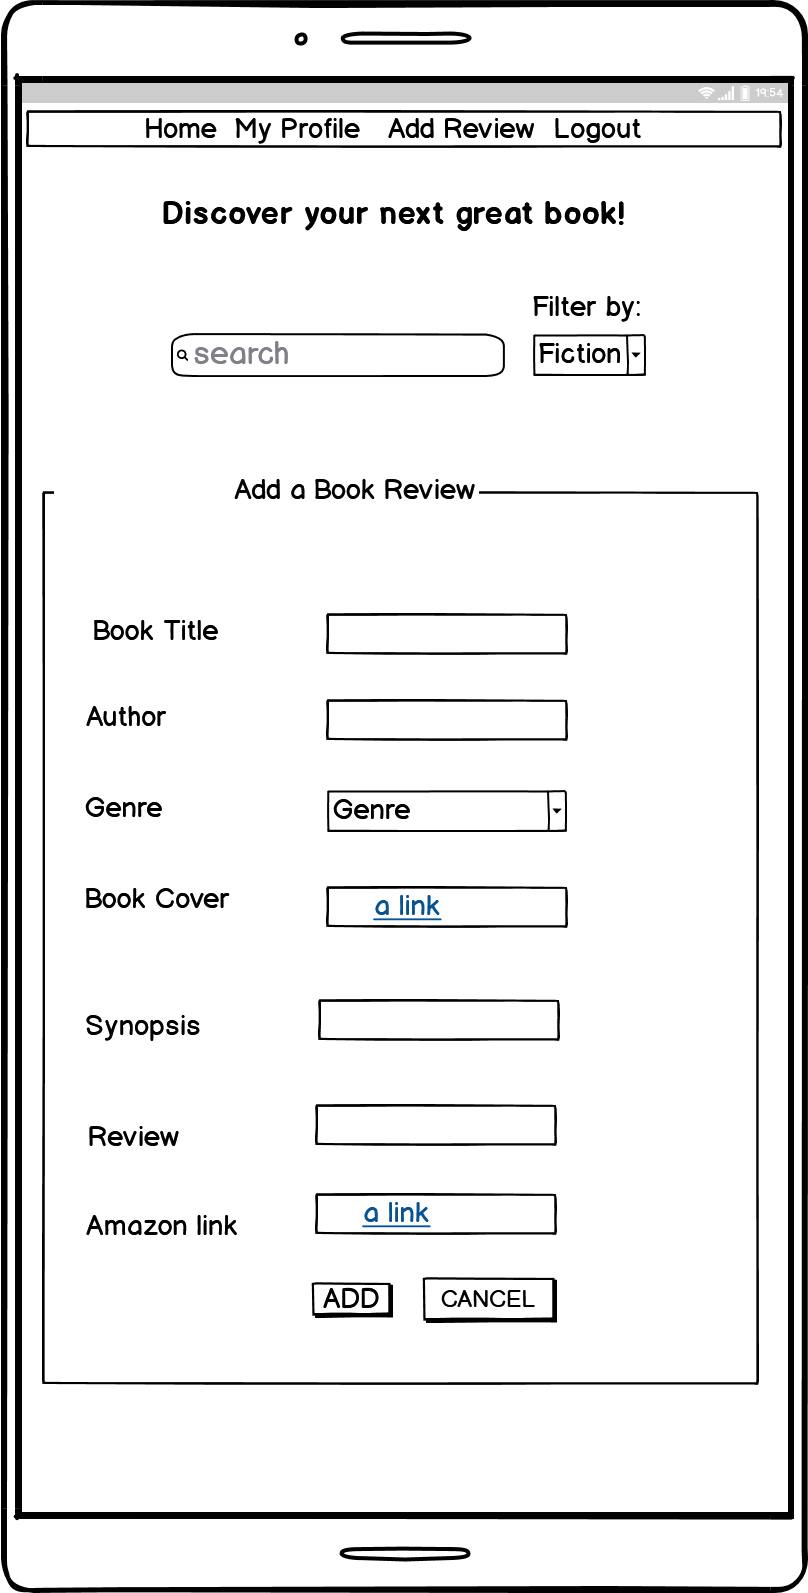 19:54
Home My Profile Add Review Logout
Discover your next great book!
Filter by:
search
Fiction
Add a Book Review
Book Title
Author
Genre
Genre
Book Cover
a link
Synopsis
Review
Amazon link
a link
ADD
CANCEL